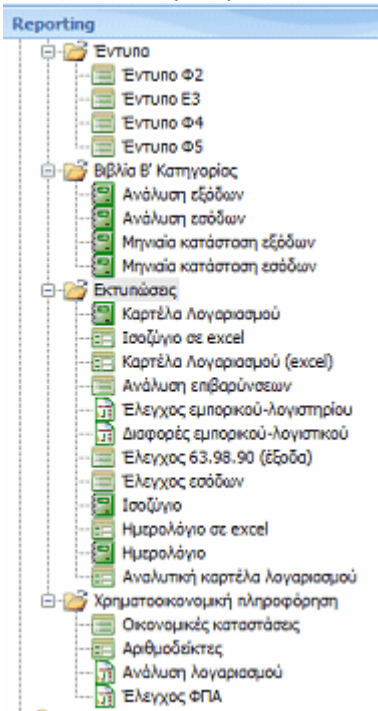 Reporting
Έντυπα
Έντυπο Φ2
Έντυπο Ε3
Έντυπο Φ4
Έντυπο Φ5
Βιβλία Β' Κατηγορίας
Ανάλυση εξόδων
Ανάλυση εσόδων
Μηνιαία κατάσταση εξόδων
Μηνιαία κατάσταση εσόδων
Εκτυπώσεις
Καρτέλα Λογαριασμού
Ισοζύγιο σε excel
Καρτέλα Λογαριασμού (excel)
Ανάλυση επιβαρύνσεων
Έλεγχος εμπορικού-λογιστηρίου
Διαφορές εμπορικού-λογιστικού
Έλεγχος 63.98.90 (έξοδα)
Έλεγχος εσόδων
Ισοζύγιο
Ημερολόγιο σε excel
Ημερολόγιο
Αναλυτική καρτέλα λογαριασμού
Χρηματοοικονομική πληροφόρηση
Οικονομικές καταστάσεις
Αριθμοδείκτες
Ανάλυση λογαριασμού
Έλεγχος ΦΠΑ